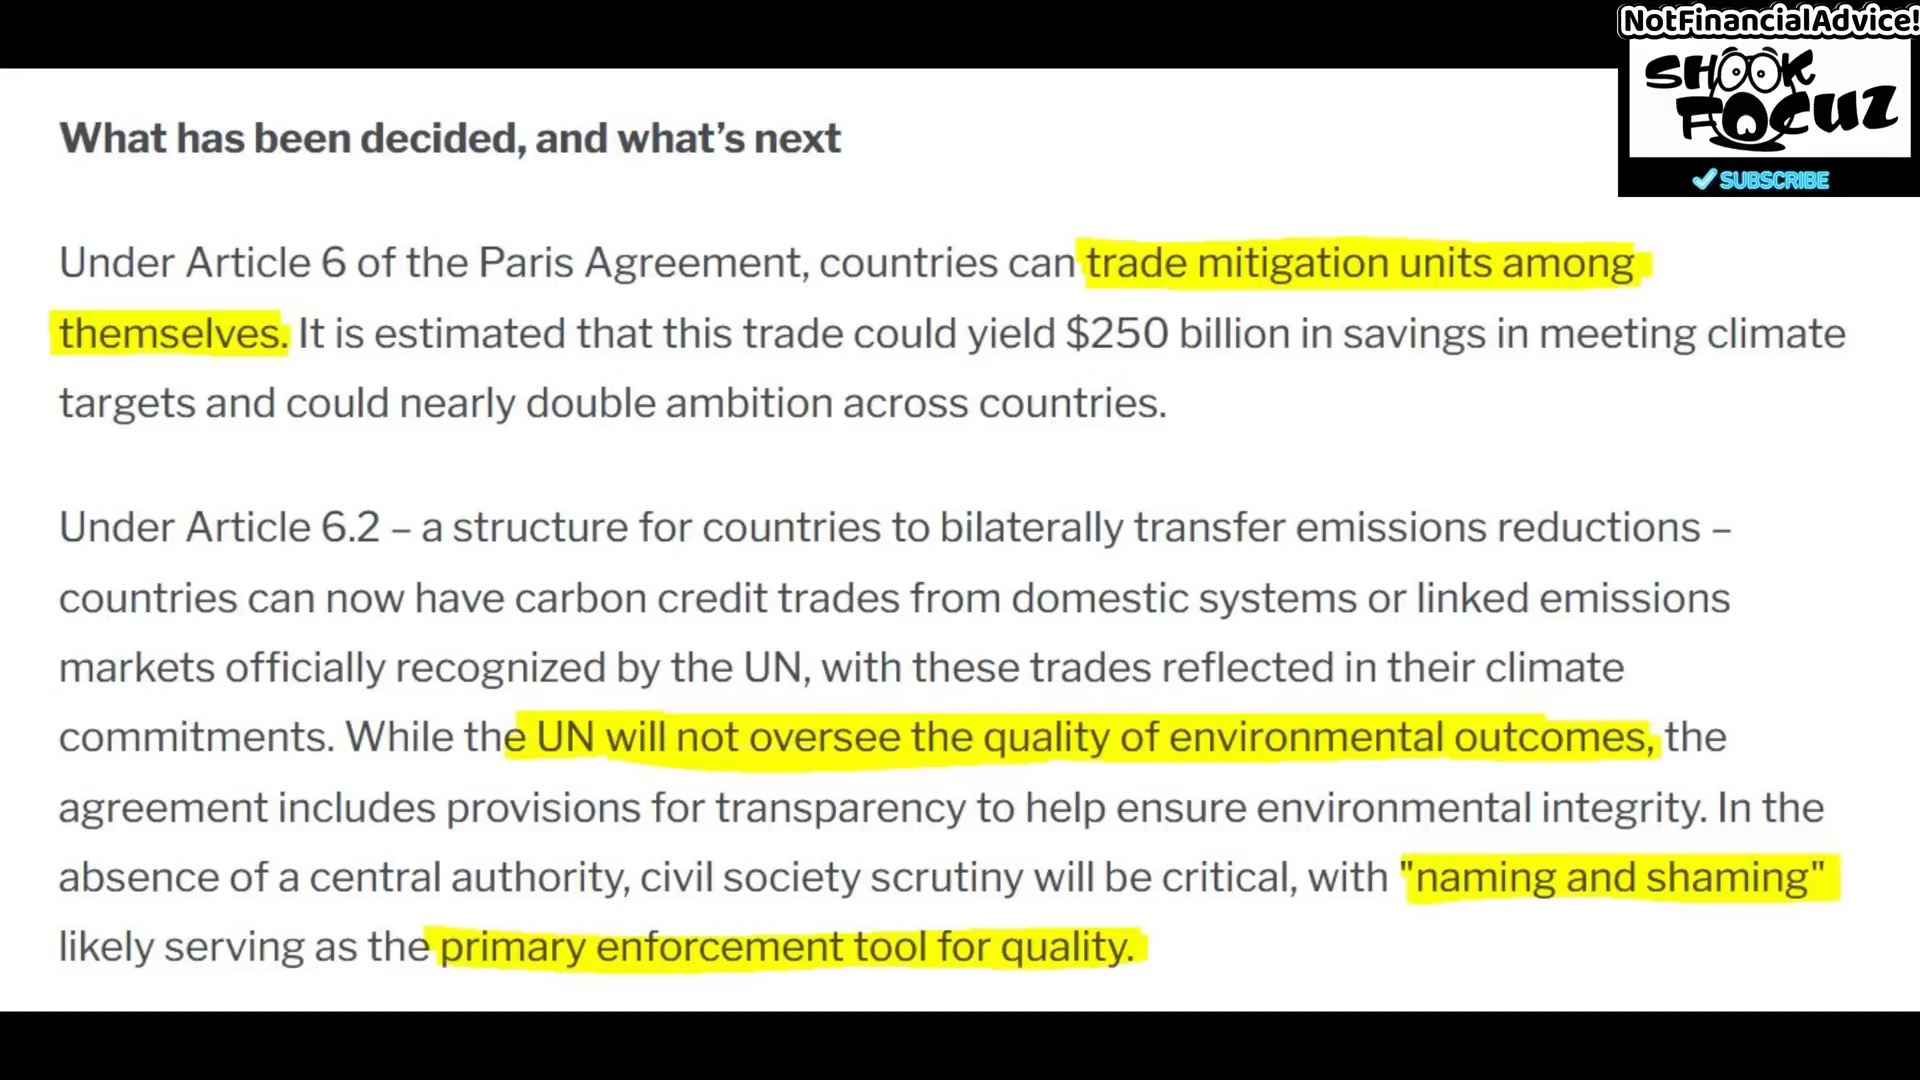 NotFinancialAdvice!
SHOOK
FOCUZ
SUBSCRIBE
What has been decided, and what’s next
Under Article 6 of the Paris Agreement, countries can trade mitigation units among
themselves. It is estimated that this trade could yield $250 billion in savings in meeting climate
targets and could nearly double ambition across countries.
Under Article 6.2 – a structure for countries to bilaterally transfer emissions reductions –
countries can now have carbon credit trades from domestic systems or linked emissions
markets officially recognized by the UN, with these trades reflected in their climate
commitments. While the UN will not oversee the quality of environmental outcomes, the
agreement includes provisions for transparency to help ensure environmental integrity. In the
absence of a central authority, civil society scrutiny will be critical, with "naming and shaming"
likely serving as the primary enforcement tool for quality.